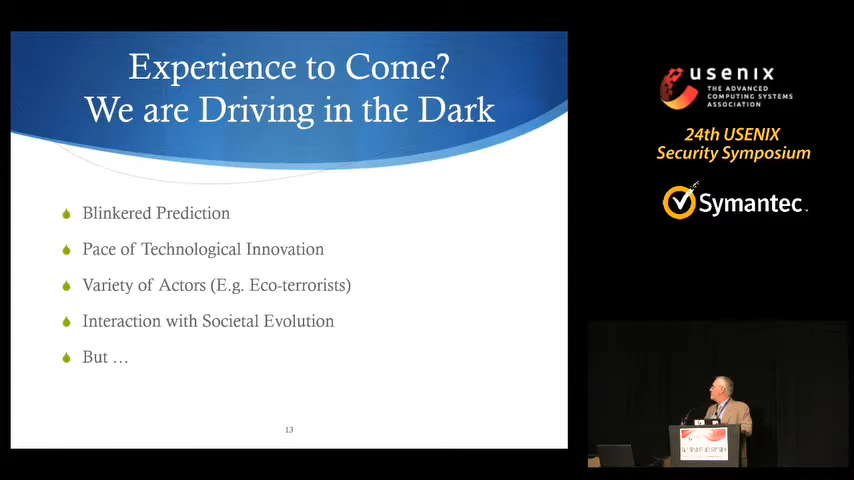 Experience to Come?
We are Driving in the Dark
Blinkered Prediction
Pace of Technological Innovation
Variety of Actors (E.g. Eco-terrorists)
Interaction with Societal Evolution
But …
13
usenix
THE ADVANCED
COMPUTING SYSTEMS
ASSOCIATION
24th USENIX
Security Symposium
Symantec.